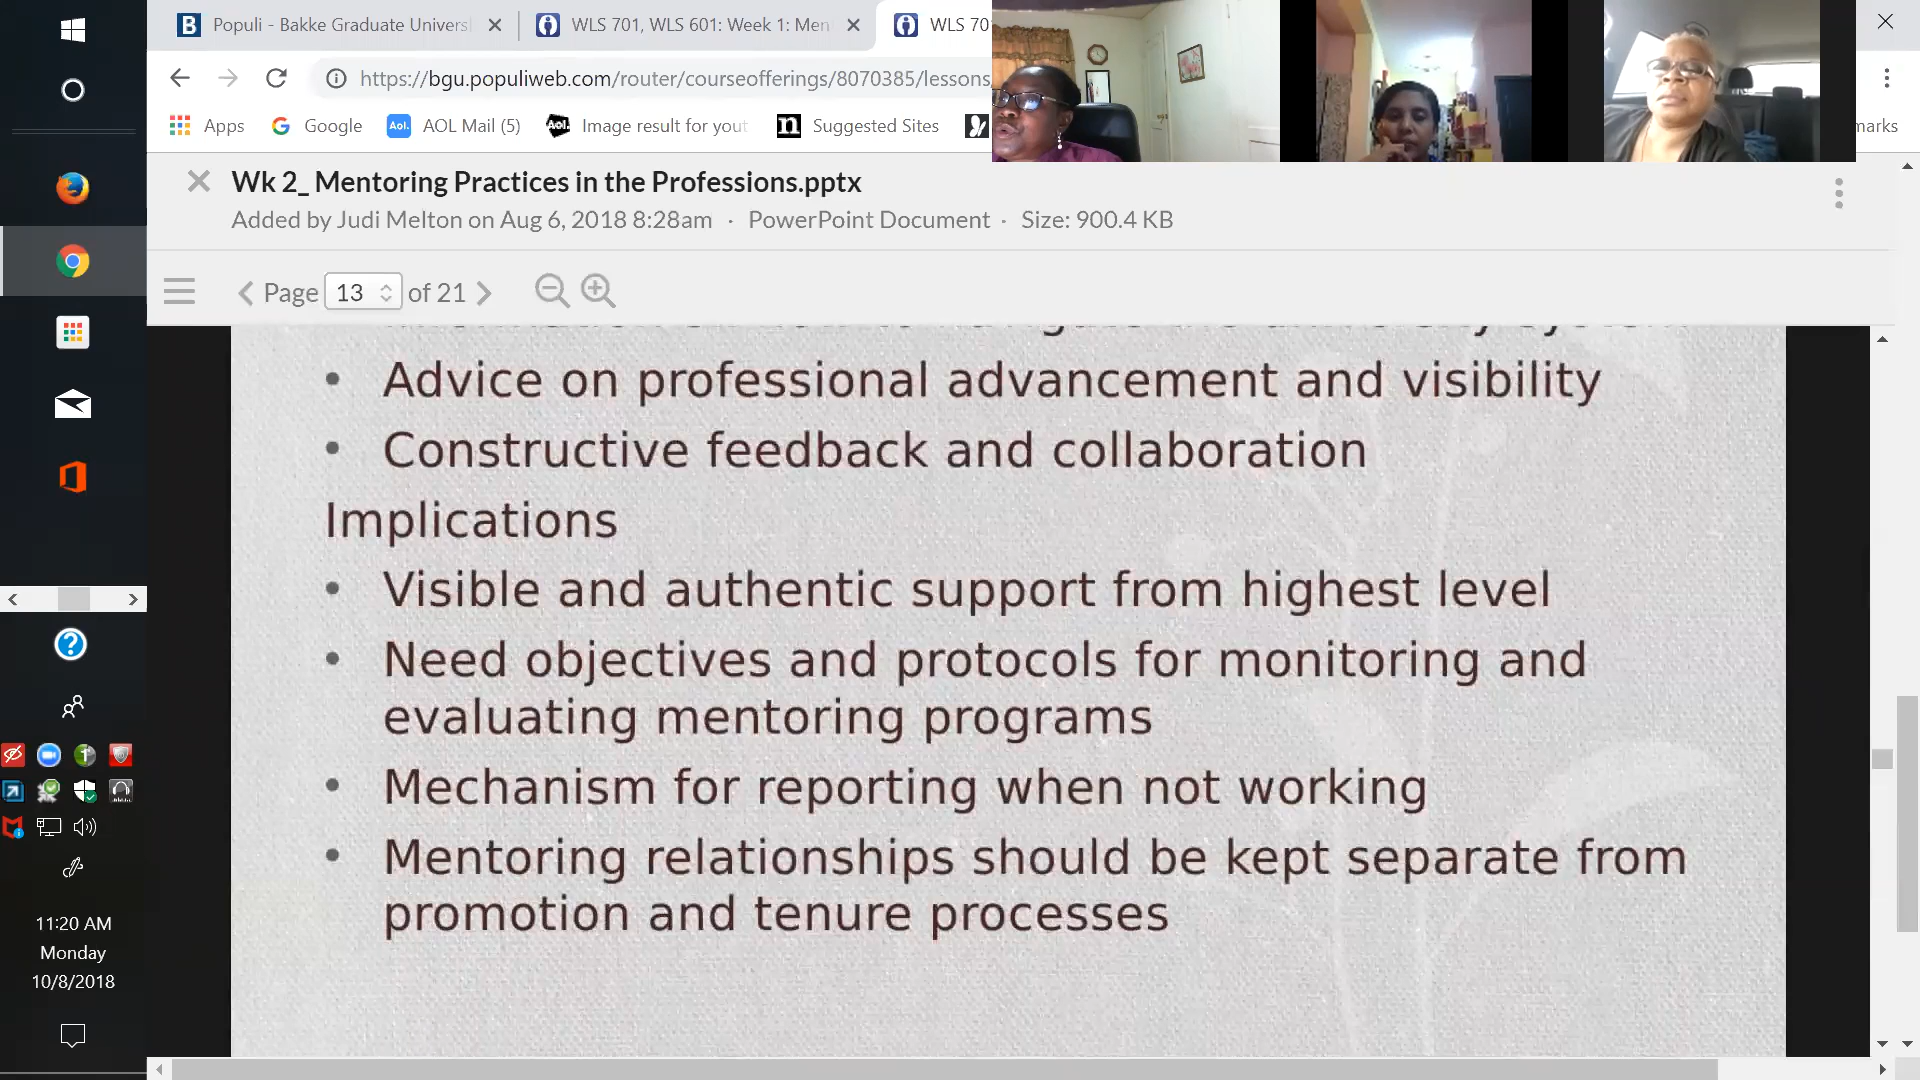 Populi - Bakke Graduate Universi
WLS 701, WLS 601: Week 1: Men
WLS 70
https://bgu.populiweb.com/router/courseofferings/8070385/lessons
Apps
Google
Aol.
AOL Mail (5)
Aol.
Image result for yout
Suggested Sites
marks
Wk 2_ Mentoring Practices in the Professions.pptx
Added by Judi Melton on Aug 6, 2018 8:28am · PowerPoint Document · Size: 900.4 KB
Page 13 of 21
• Advice on professional advancement and visibility
• Constructive feedback and collaboration
Implications
• Visible and authentic support from highest level
• Need objectives and protocols for monitoring and
evaluating mentoring programs
• Mechanism for reporting when not working
• Mentoring relationships should be kept separate from
promotion and tenure processes
11:20 AM
Monday
10/8/2018